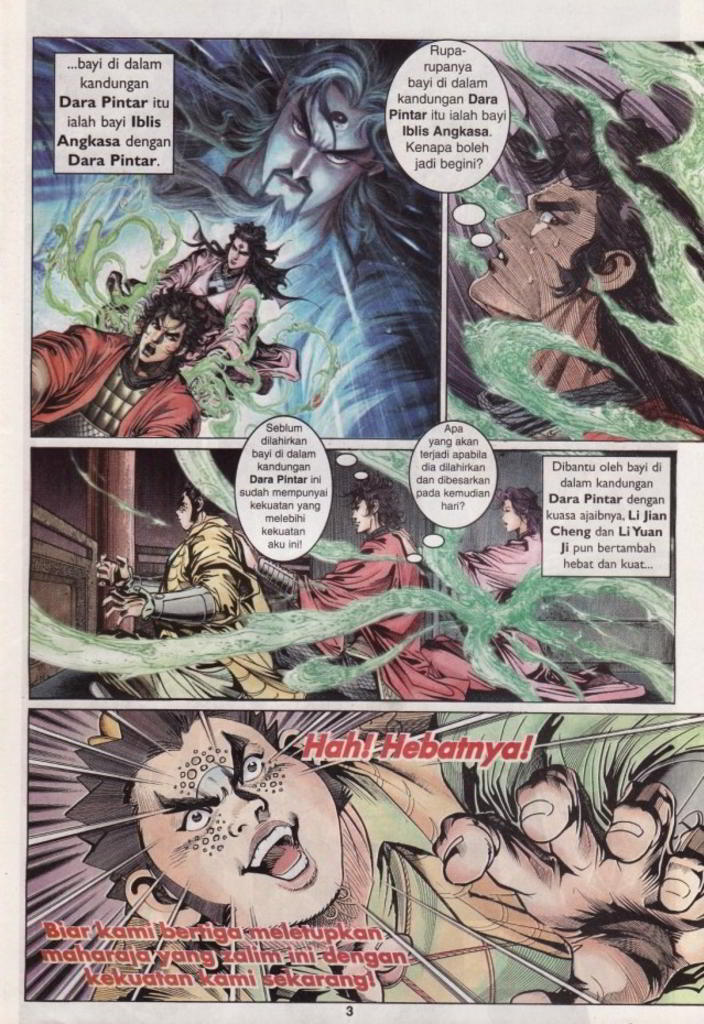 ...bayi di dalam
kandungan
Dara Pintar itu
ialah bayi Iblis
Angkasa dengan
Dara Pintar.
Rupa-
rupanya
bayi di dalam
kandungan Dara
Pintar itu ialah bayi
Iblis Angkasa.
Kenapa boleh
jadi begini?
Seblum
dilahirkan
bayi di dalam
kandungan
Dara Pintar ini
sudah mempunyai
kekuatan yang
melebihi
kekuatan
aku ini!
Apa
yang akan
terjadi apabila
dia dilahirkan
dan dibesarkan
pada kemudian
hari?
Dibantu oleh bayi di
dalam kandungan
Dara Pintar dengan
kuasa ajaibnya, Li Jian
Cheng dan Li Yuan
Ji pun bertambah
hebat dan kuat...
Hah! Hebatnya!
Biar kami bertiga meletupkan
maharaja yang zalim ini dengan
kekuatan kami sekarang!
3